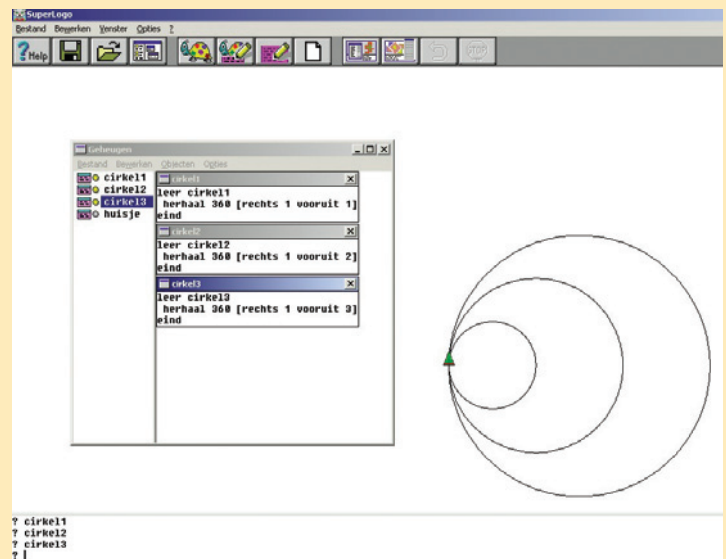 SuperLogo
Bestand Bewerken Venster Opties ?
?Help STOP
Geheugen
Bestand Bewerken Objecten Opties
cirkel1
cirkel2
cirkel3
huisje
cirkel1
leer cirkel1
herhaal 360 [rechts 1 vooruit 1]
eind
cirkel2
leer cirkel2
herhaal 360 [rechts 1 vooruit 2]
eind
cirkel3
leer cirkel3
herhaal 360 [rechts 1 vooruit 3]
eind
? cirkel1
? cirkel2
? cirkel3
?